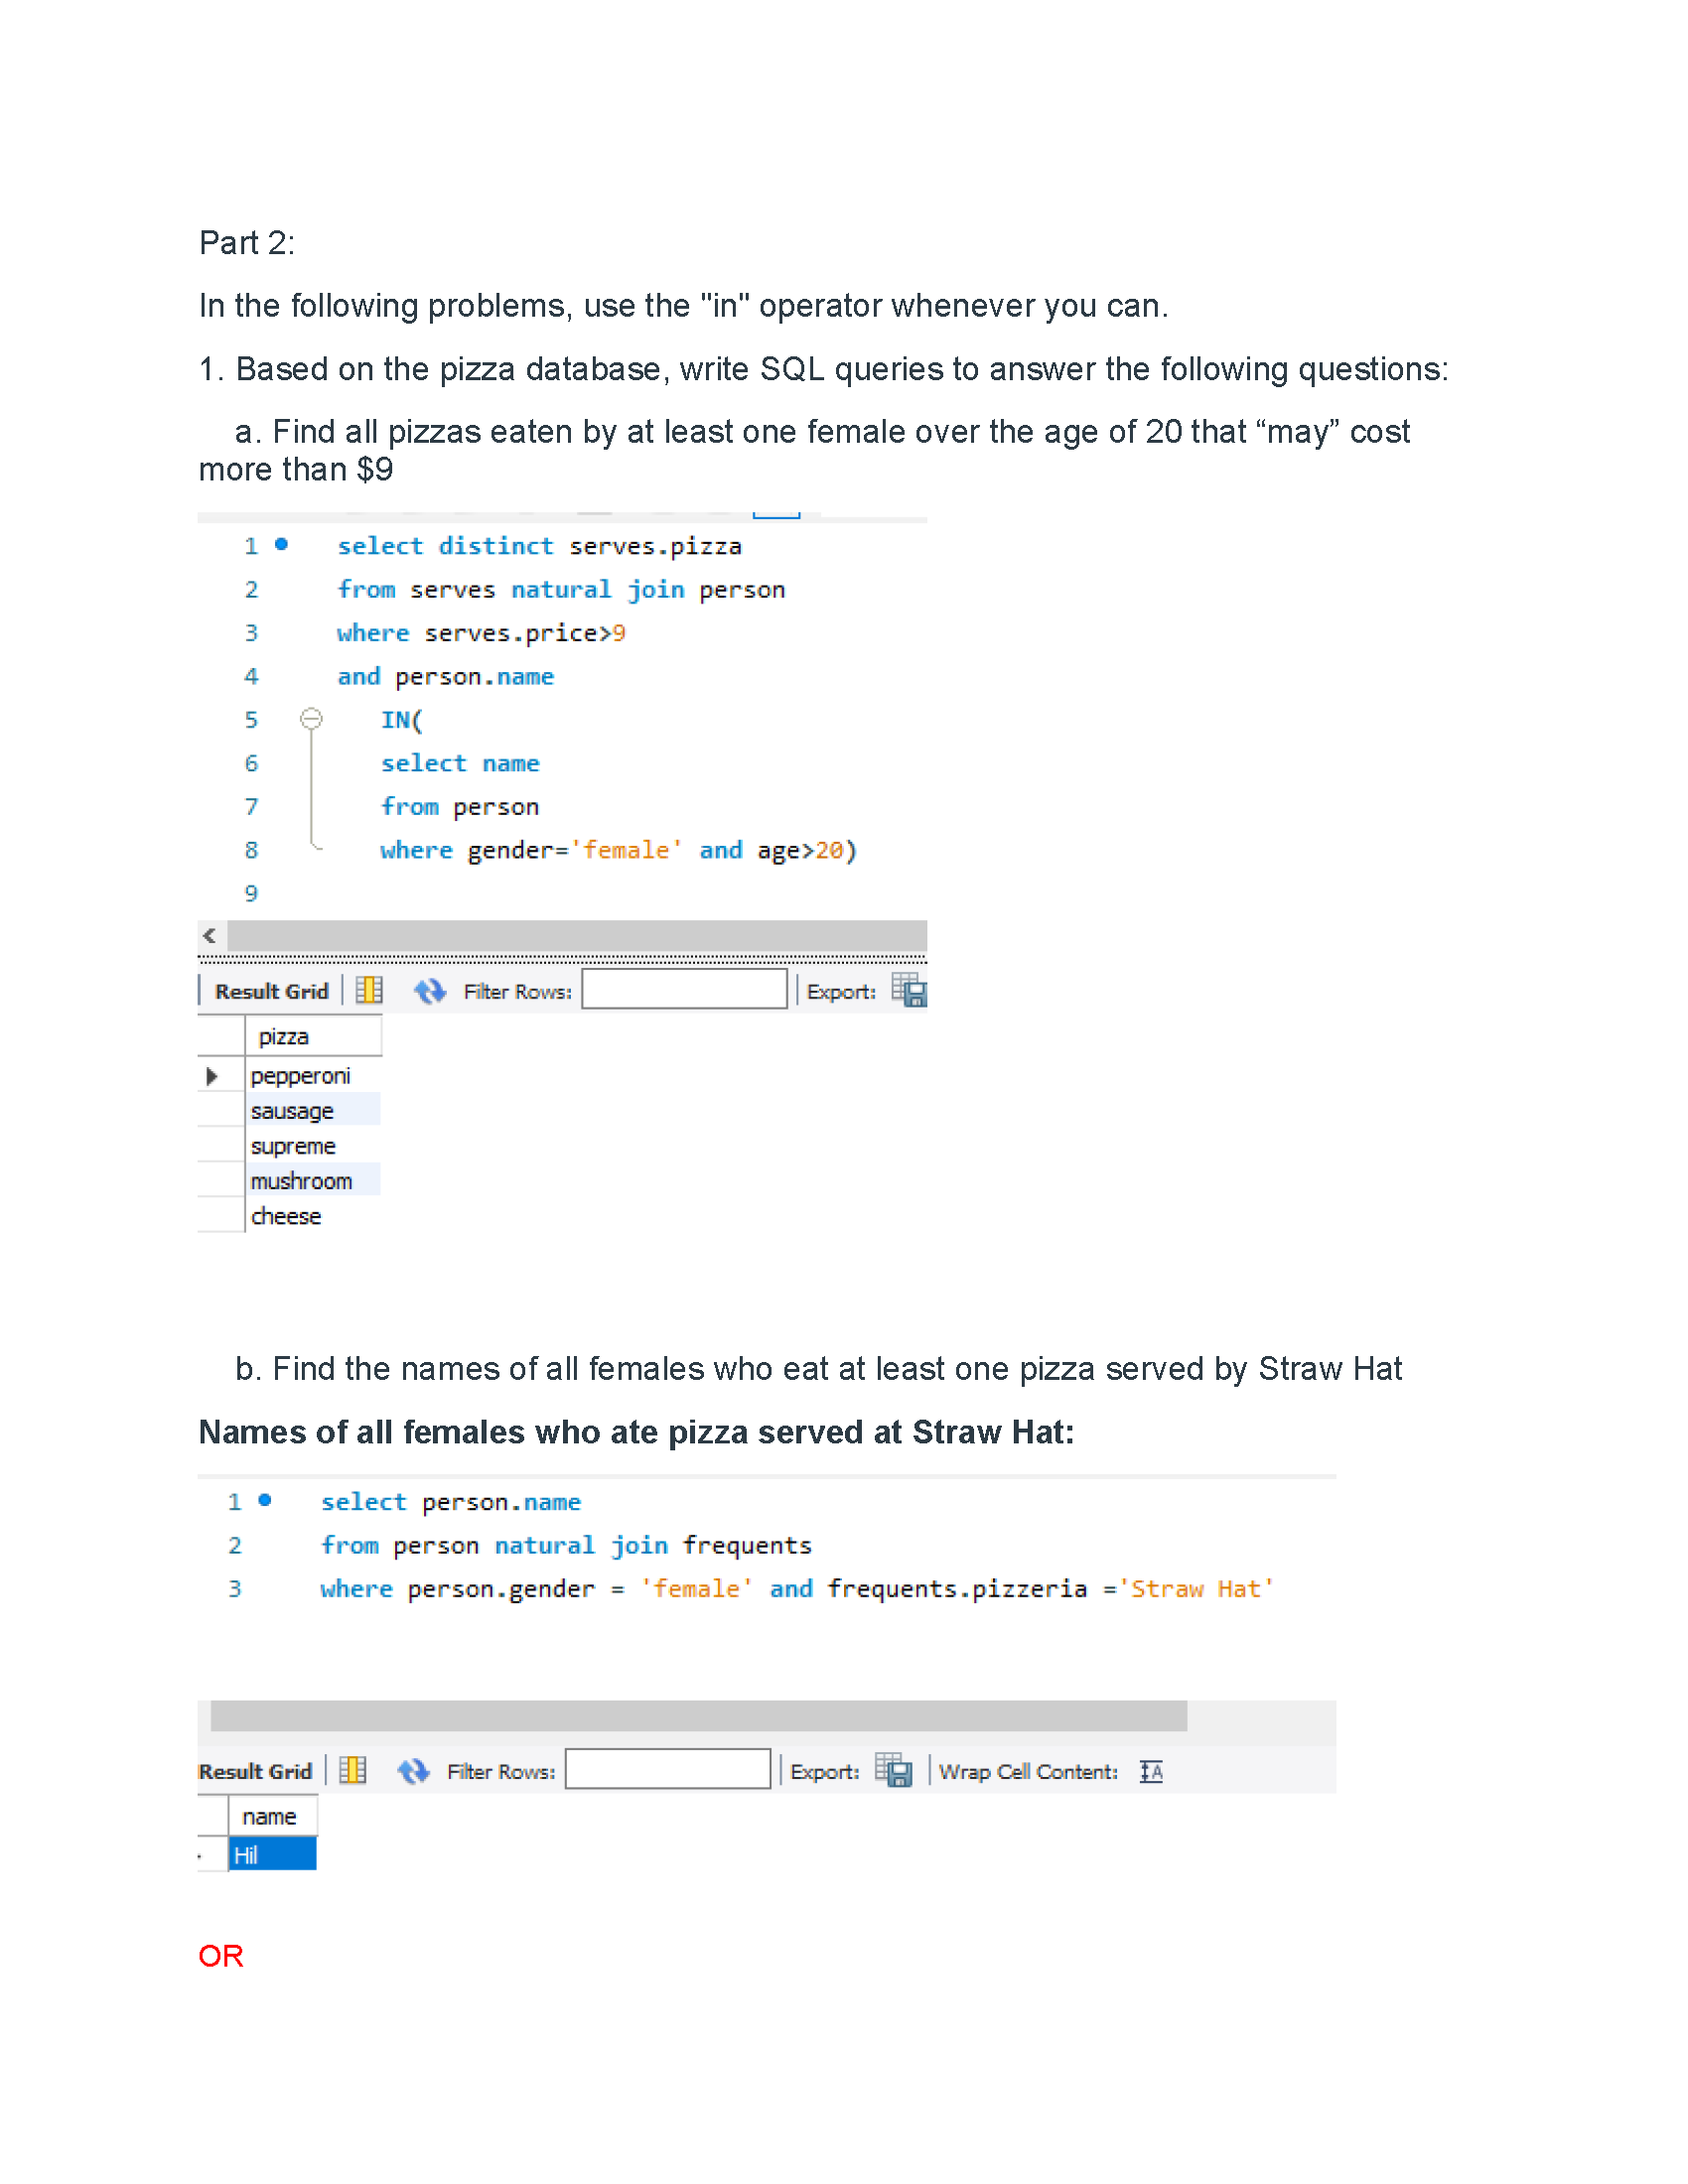 Part 2:
In the following problems, use the "in" operator whenever you can.
1. Based on the pizza database, write SQL queries to answer the following questions:
a. Find all pizzas eaten by at least one female over the age of 20 that “may” cost
more than $9
1 select distinct serves.pizza
2 from serves natural join person
3 where serves.price>9
4 and person.name
5 IN(
6 select name
7 from person
8 where gender='female' and age>20)
9
Result Grid Filter Rows: Export:
pizza
pepperoni
sausage
supreme
mushroom
cheese
b. Find the names of all females who eat at least one pizza served by Straw Hat
Names of all females who ate pizza served at Straw Hat:
1 select person.name
2 from person natural join frequents
3 where person.gender = 'female' and frequents.pizzeria ='Straw Hat'
Result Grid Filter Rows: Export: Wrap Cell Content:
name
Hil
OR